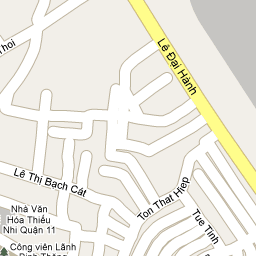 hoi
Lê Đại Hành
Lê Thị Bạch Cát
Ton That Hiep
Tue Tinh
Nhà Văn
Hóa Thiếu
Nhi Quận 11
Công viên Lãnh